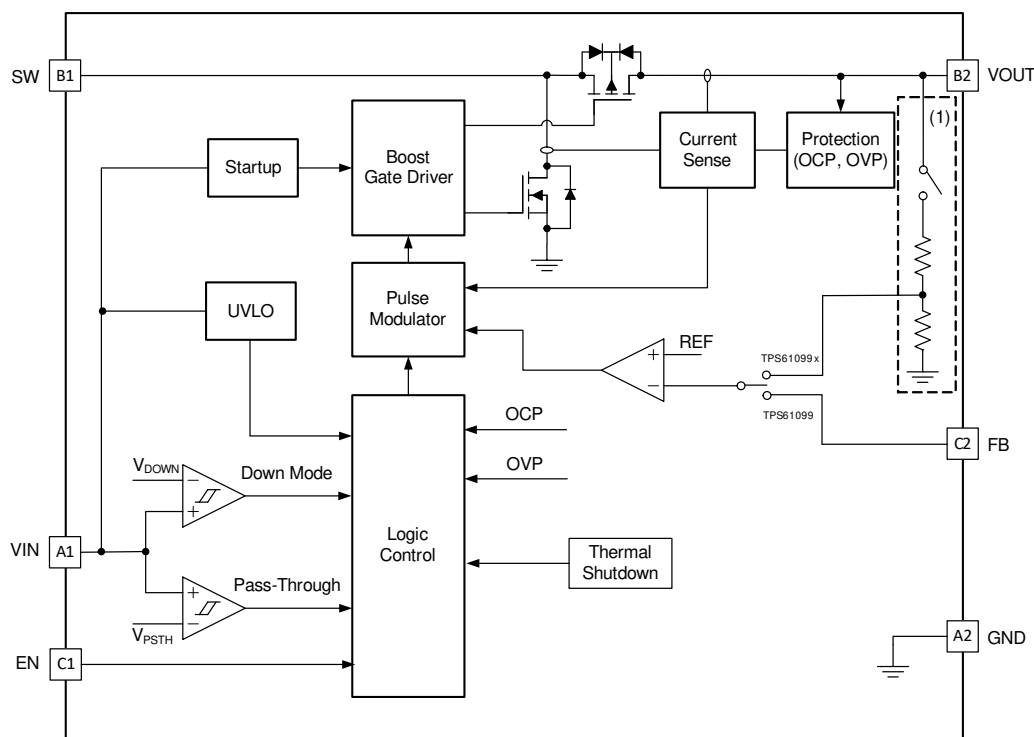 SW
B1
B2
VOUT
(1)
Startup
Boost
Gate Driver
Current
Sense
Protection
(OCP, OVP)
UVLO
Pulse
Modulator
REF
+
−
TPS61099x
TPS61099
C2
FB
OCP
OVP
VDOWN
−
+
Down Mode
Logic
Control
VIN
A1
Thermal
Shutdown
Pass-Through
+
−
VPSTH
EN
C1
A2
GND